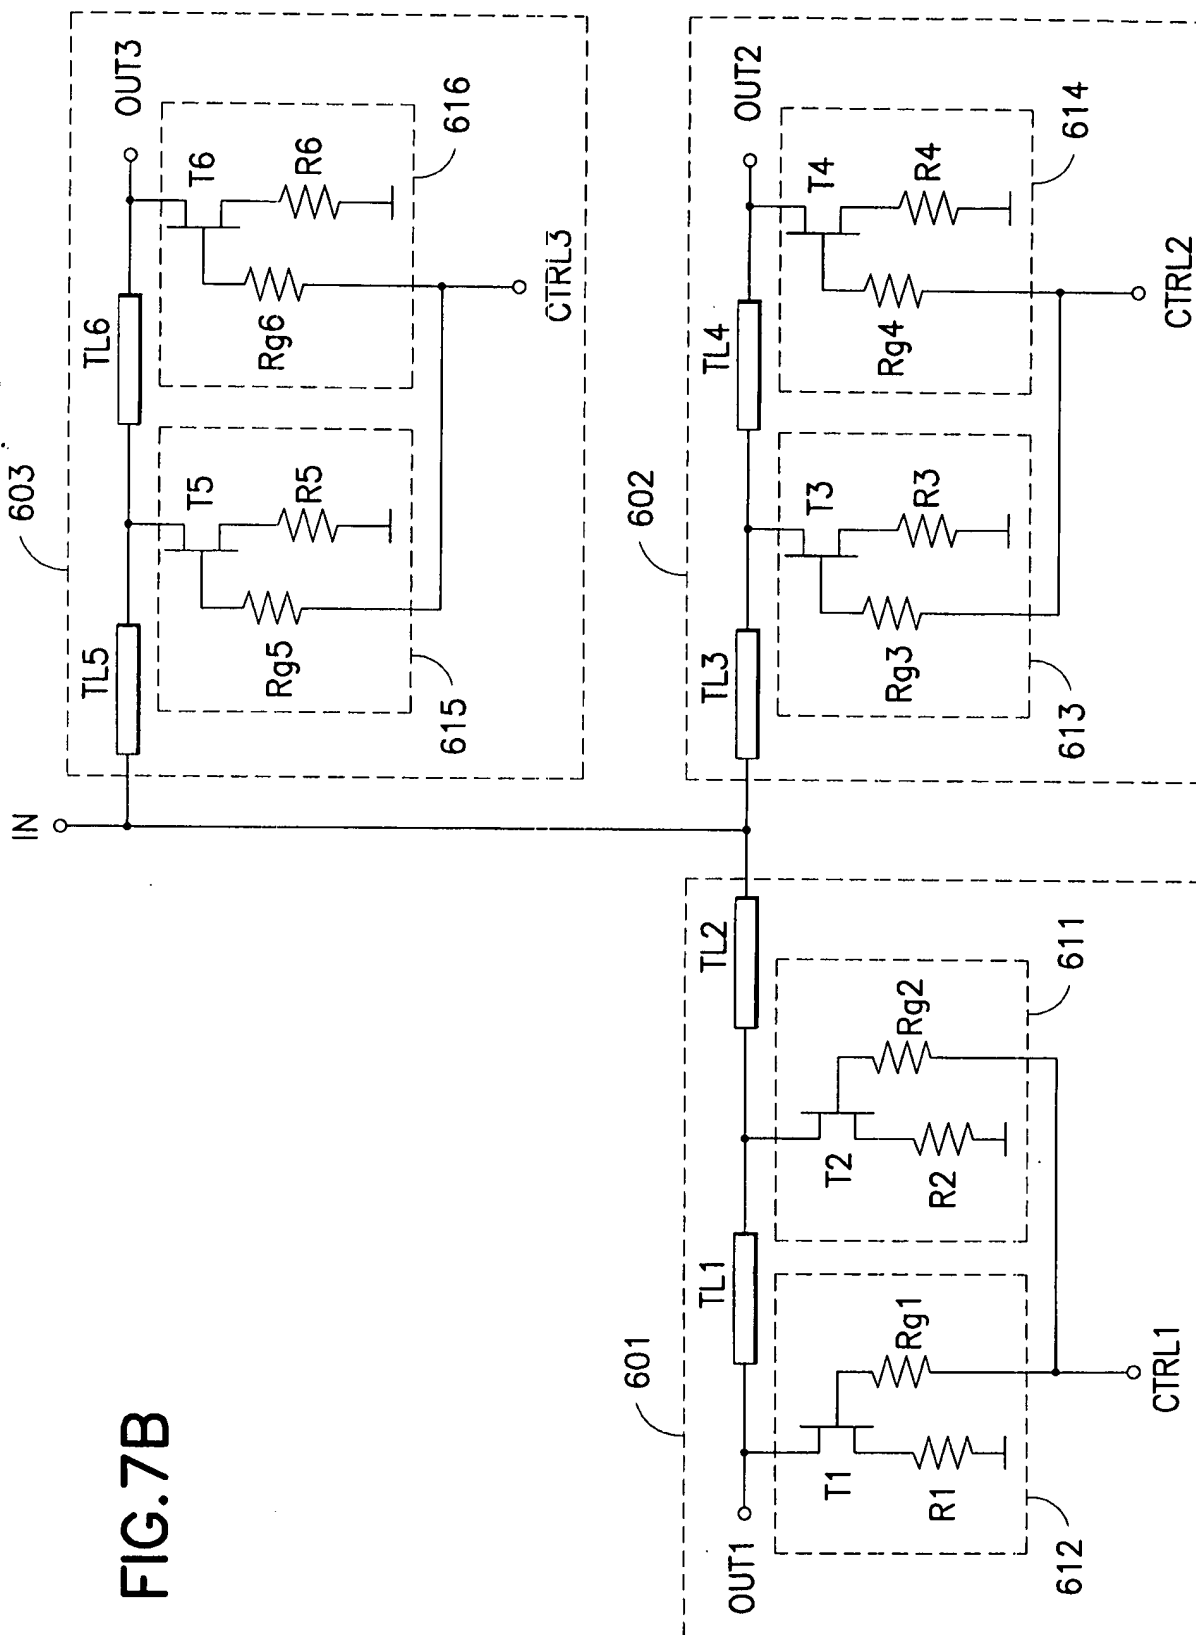 FIG.7B
IN
603
TL5
TL6
OUT3
T5
R5
Rg5
615
T6
R6
Rg6
616
CTRL3
601
OUT1
TL1
TL2
T1
R1
Rg1
612
T2
R2
Rg2
611
CTRL1
602
TL3
TL4
OUT2
T3
R3
Rg3
613
T4
R4
Rg4
614
CTRL2